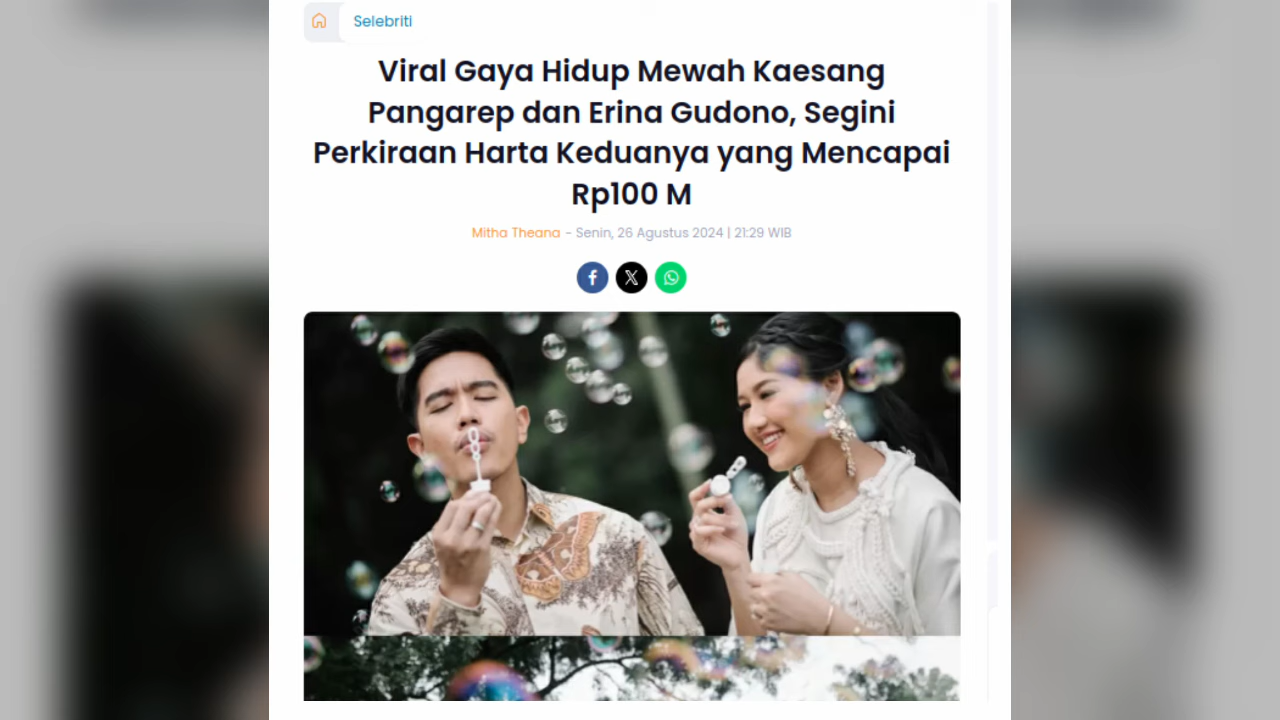 Selebriti
Viral Gaya Hidup Mewah Kaesang
Pangarep dan Erina Gudono, Segini
Perkiraan Harta Keduanya yang Mencapai
Rp100 M
Mitha Theana - Senin, 26 Agustus 2024 | 21:29 WIB